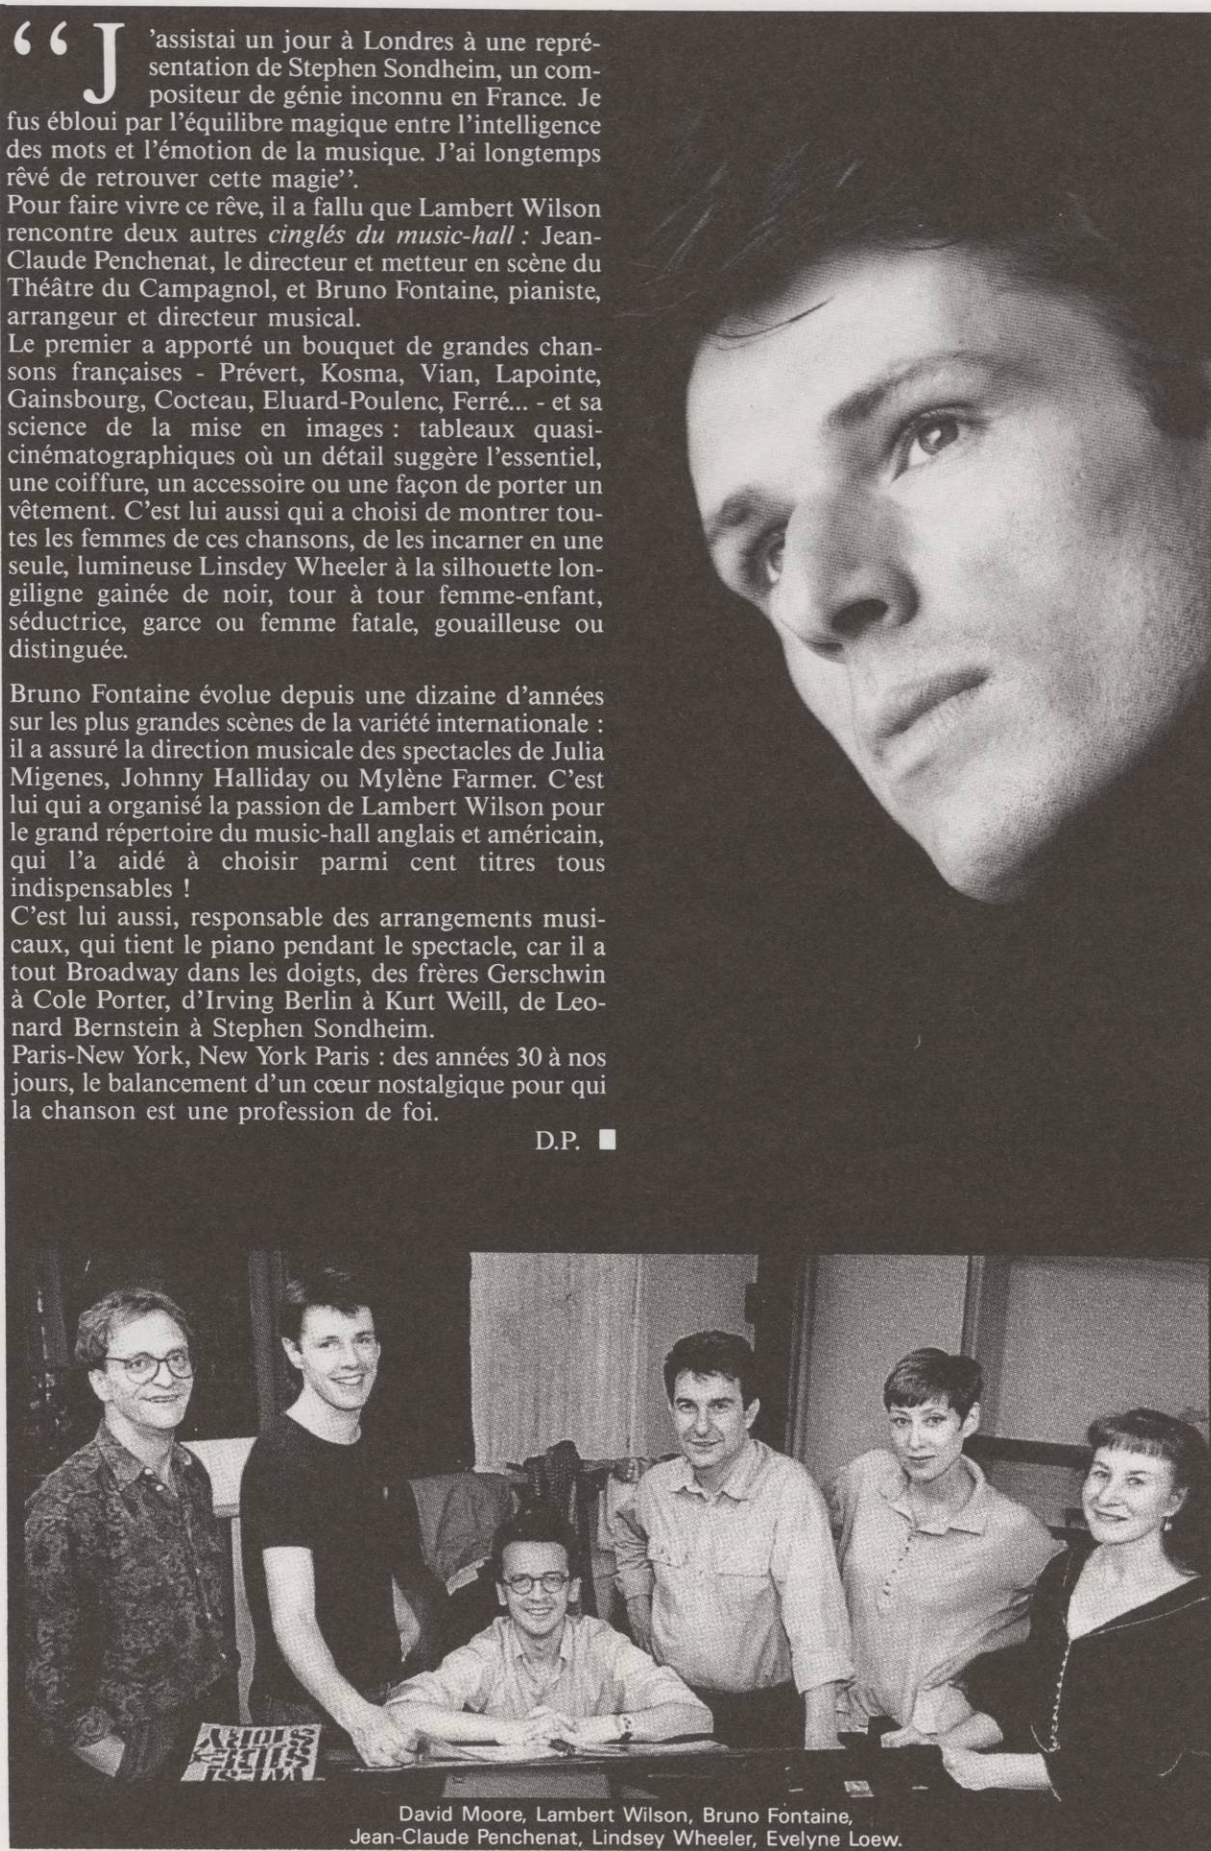 “J’assistai un jour à Londres à une repré-
sentation de Stephen Sondheim, un com-
positeur de génie inconnu en France. Je
fus ébloui par l’équilibre magique entre l’intelligence
des mots et l’émotion de la musique. J’ai longtemps
rêvé de retrouver cette magie’’.
Pour faire vivre ce rêve, il a fallu que Lambert Wilson
rencontre deux autres cinglés du music-hall : Jean-
Claude Penchenat, le directeur et metteur en scène du
Théâtre du Campagnol, et Bruno Fontaine, pianiste,
arrangeur et directeur musical.
Le premier a apporté un bouquet de grandes chan-
sons françaises - Prévert, Kosma, Vian, Lapointe,
Gainsbourg, Cocteau, Eluard-Poulenc, Ferré... - et sa
science de la mise en images : tableaux quasi-
cinématographiques où un détail suggère l’essentiel,
une coiffure, un accessoire ou une façon de porter un
vêtement. C’est lui aussi qui a choisi de montrer tou-
tes les femmes de ces chansons, de les incarner en une
seule, lumineuse Linsdey Wheeler à la silhouette lon-
giligne gainée de noir, tour à tour femme-enfant,
séductrice, garce ou femme fatale, gouailleuse ou
distinguée.
Bruno Fontaine évolue depuis une dizaine d’années
sur les plus grandes scènes de la variété internationale :
il a assuré la direction musicale des spectacles de Julia
Migenes, Johnny Halliday ou Mylène Farmer. C’est
lui qui a organisé la passion de Lambert Wilson pour
le grand répertoire du music-hall anglais et américain,
qui l’a aidé à choisir parmi cent titres tous
indispensables !
C’est lui aussi, responsable des arrangements musi-
caux, qui tient le piano pendant le spectacle, car il a
tout Broadway dans les doigts, des frères Gerschwin
à Cole Porter, d’Irving Berlin à Kurt Weill, de Leo-
nard Bernstein à Stephen Sondheim.
Paris-New York, New York Paris : des années 30 à nos
jours, le balancement d’un cœur nostalgique pour qui
la chanson est une profession de foi.
D.P. ■
WEST
SIDE
STORY
David Moore, Lambert Wilson, Bruno Fontaine,
Jean-Claude Penchenat, Lindsey Wheeler, Evelyne Loew.